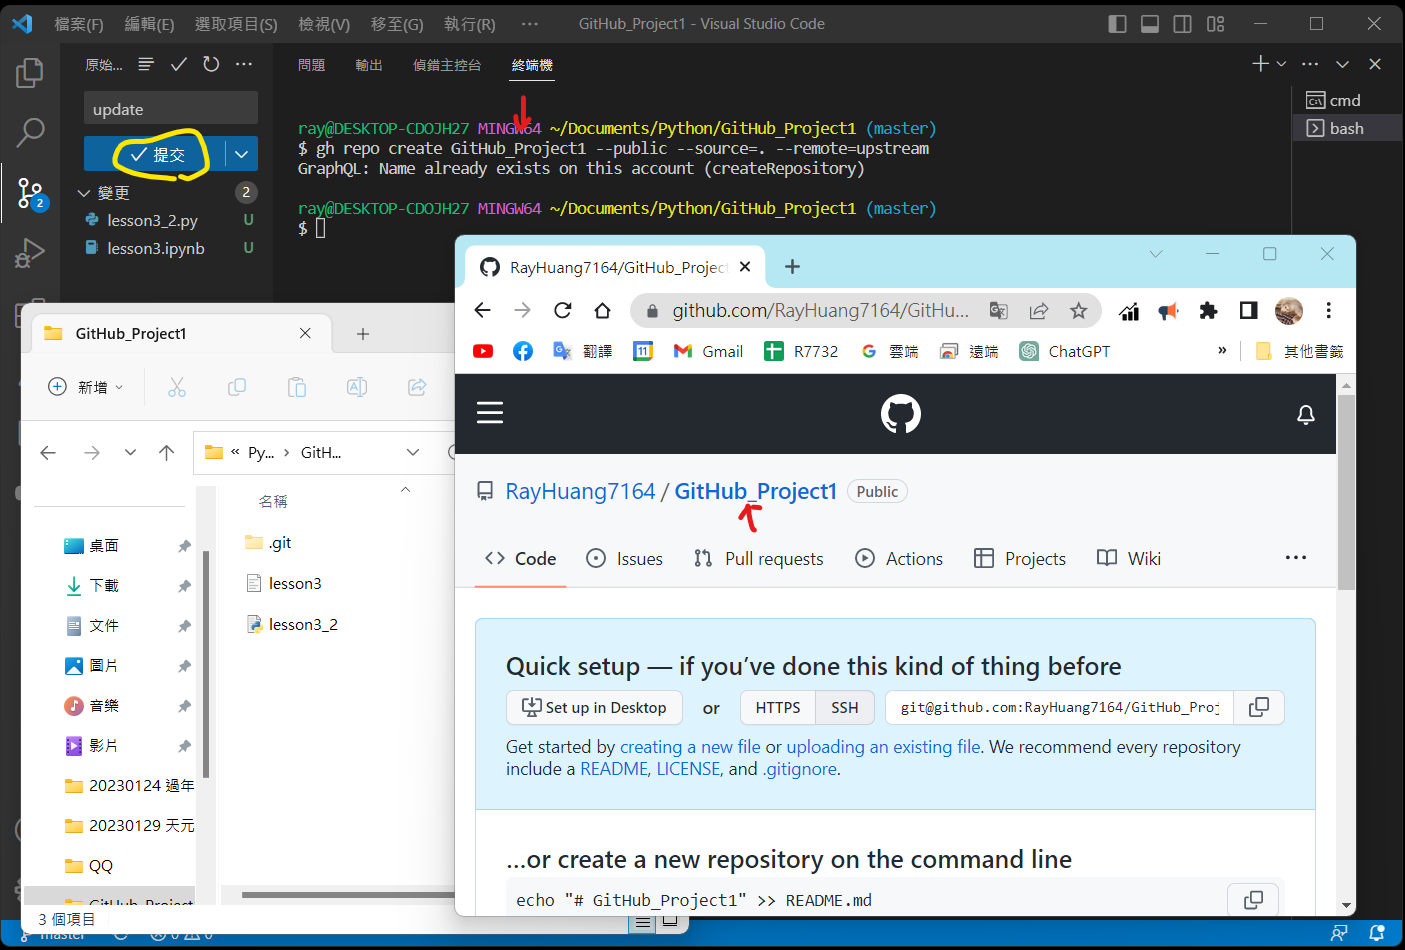 檔案(F) 編輯(E) 選取項目(S) 檢視(V) 移至(G) 執行(R) ··· GitHub_Project1 - Visual Studio Code
原始... ···
問題 輸出 偵錯主控台 終端機
update
提交
變更 2
lesson3_2.py U
lesson3.ipynb U
2
ray@DESKTOP-CDOJH27 MINGW64 ~/Documents/Python/GitHub_Project1 (master)
$ gh repo create GitHub_Project1 --public --source=. --remote=upstream
GraphQL: Name already exists on this account (createRepository)
ray@DESKTOP-CDOJH27 MINGW64 ~/Documents/Python/GitHub_Project1 (master)
$
cmd
bash
GitHub_Project1
新增
« Py... › GitH...
名稱
.git
lesson3
lesson3_2
桌面
下載
文件
圖片
音樂
影片
20230124 過年
20230129 天元
QQ
GitHub_Project
3 個項目
master
0 0
RayHuang7164/GitHub_Project
github.com/RayHuang7164/GitHu...
翻譯 Gmail R7732 雲端 遠端 ChatGPT » 其他書籤
RayHuang7164 / GitHub_Project1 Public
Code Issues Pull requests Actions Projects Wiki ···
Quick setup — if you’ve done this kind of thing before
Set up in Desktop or HTTPS SSH git@github.com:RayHuang7164/GitHub_Proj
Get started by creating a new file or uploading an existing file. We recommend every repository
include a README, LICENSE, and .gitignore.
...or create a new repository on the command line
echo "# GitHub_Project1" >> README.md